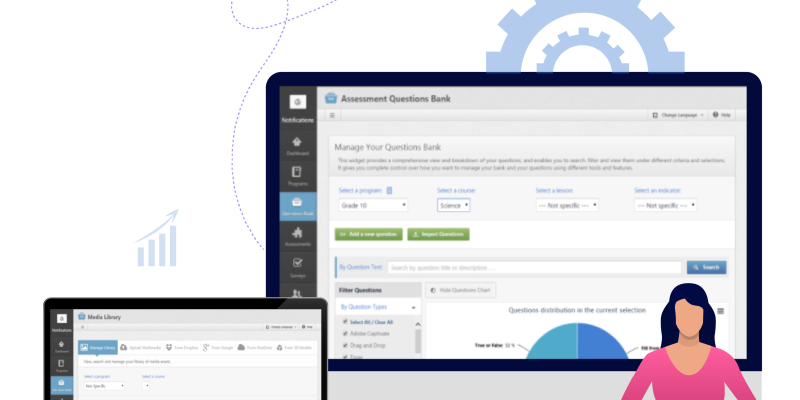 Assessment Questions Bank
Notifications
Change Language
Help
Dashboard
Manage Your Questions Bank
This widget provides a comprehensive view and breakdown of your questions, and enables you to search, filter and view them under different criteria and selections.
It gives you complete control over how you want to manage your bank and your questions using different tools and features.
Programs
Select a program:
Select a course:
Select a lesson:
Select an indicator:
Grade 10
Science
--- Not specific ---
--- Not specific ---
Questions Bank
Add a new question
Import Questions
Assessments
By Question Text:
Search by question title or description ....
Search
Surveys
Filter Questions
Hide Questions Chart
By Question Types
Questions distribution in the current selection
Select All / Clear All
Adobe Captivate
Drag and Drop
Essay
True or False:
Fill From
Media Library
Notifications
Change Language
Help
Dashboard
Manage Library
Upload Multimedia
From Dropbox
From Google
From OneDrive
From 3D Models
View, search and manage your library of media assets.
Programs
Select a program:
Select a course:
Not Specific
Questions Bank